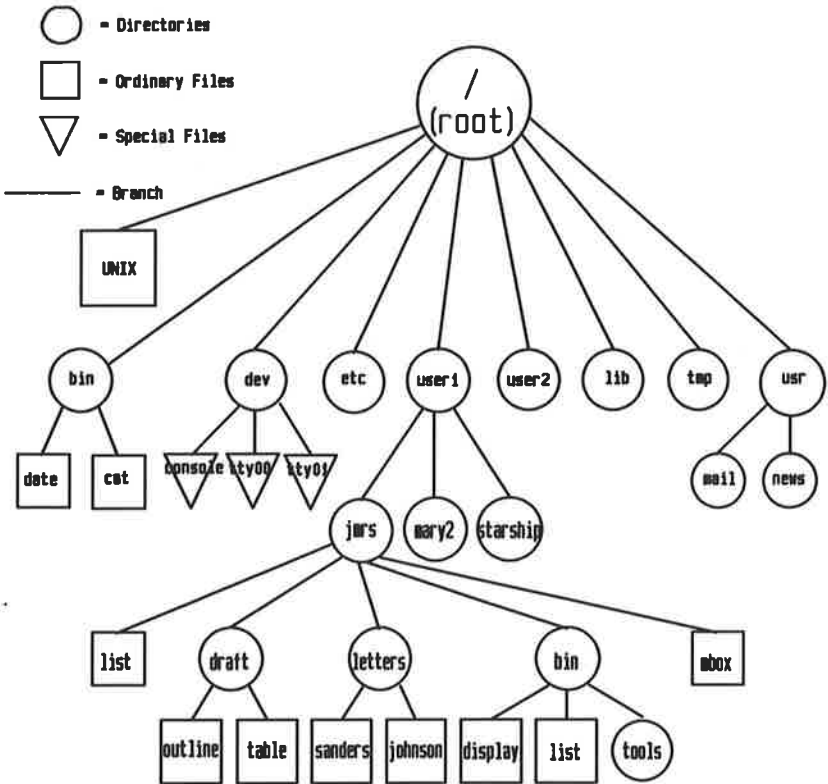 = Directories
= Ordinary Files
= Special Files
= Branch
/
(root)
UNIX
bin
dev
etc
user1
user2
lib
tmp
usr
date
cat
console
tty00
tty01
mail
news
jmrs
mary2
starship
list
draft
letters
bin
mbox
outline
table
sanders
johnson
display
list
tools